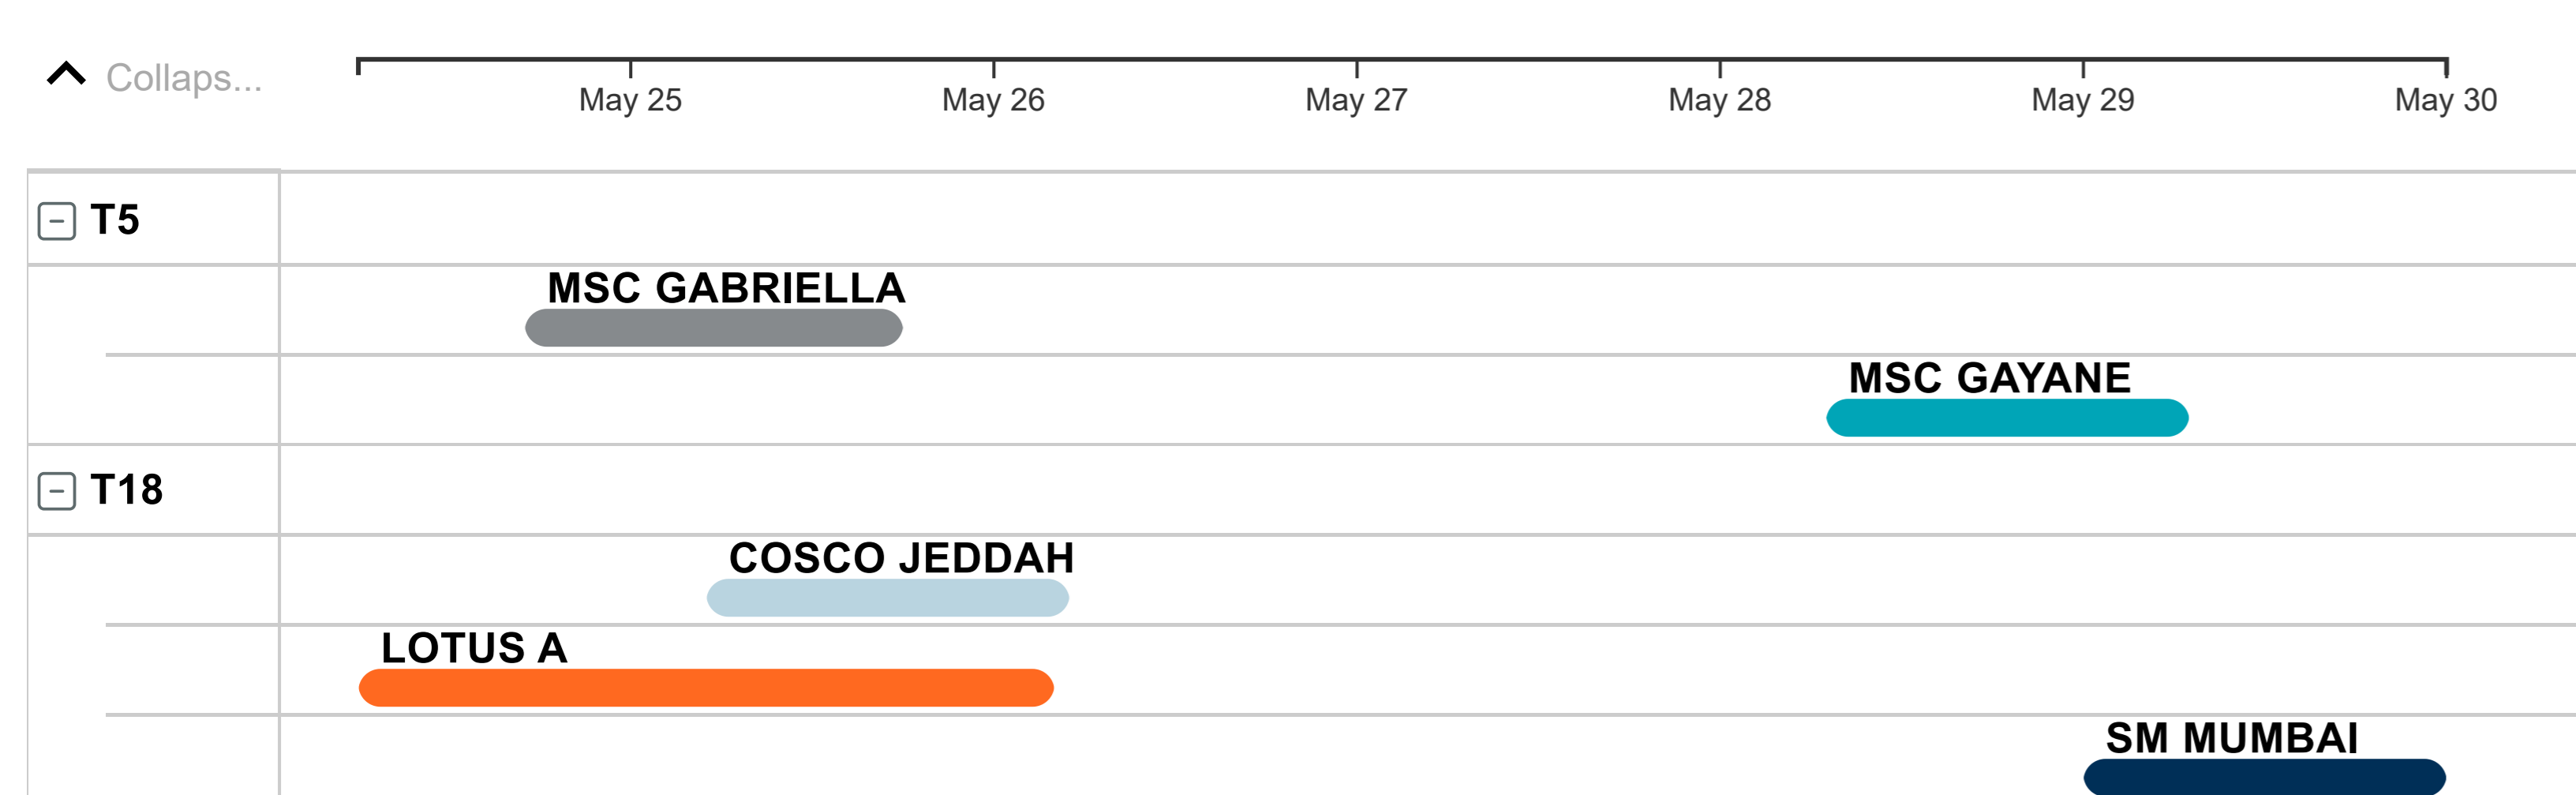 Collaps...
May 25 May 26 May 27 May 28 May 29 May 30
T5
MSC GABRIELLA
MSC GAYANE
T18
COSCO JEDDAH
LOTUS A
SM MUMBAI